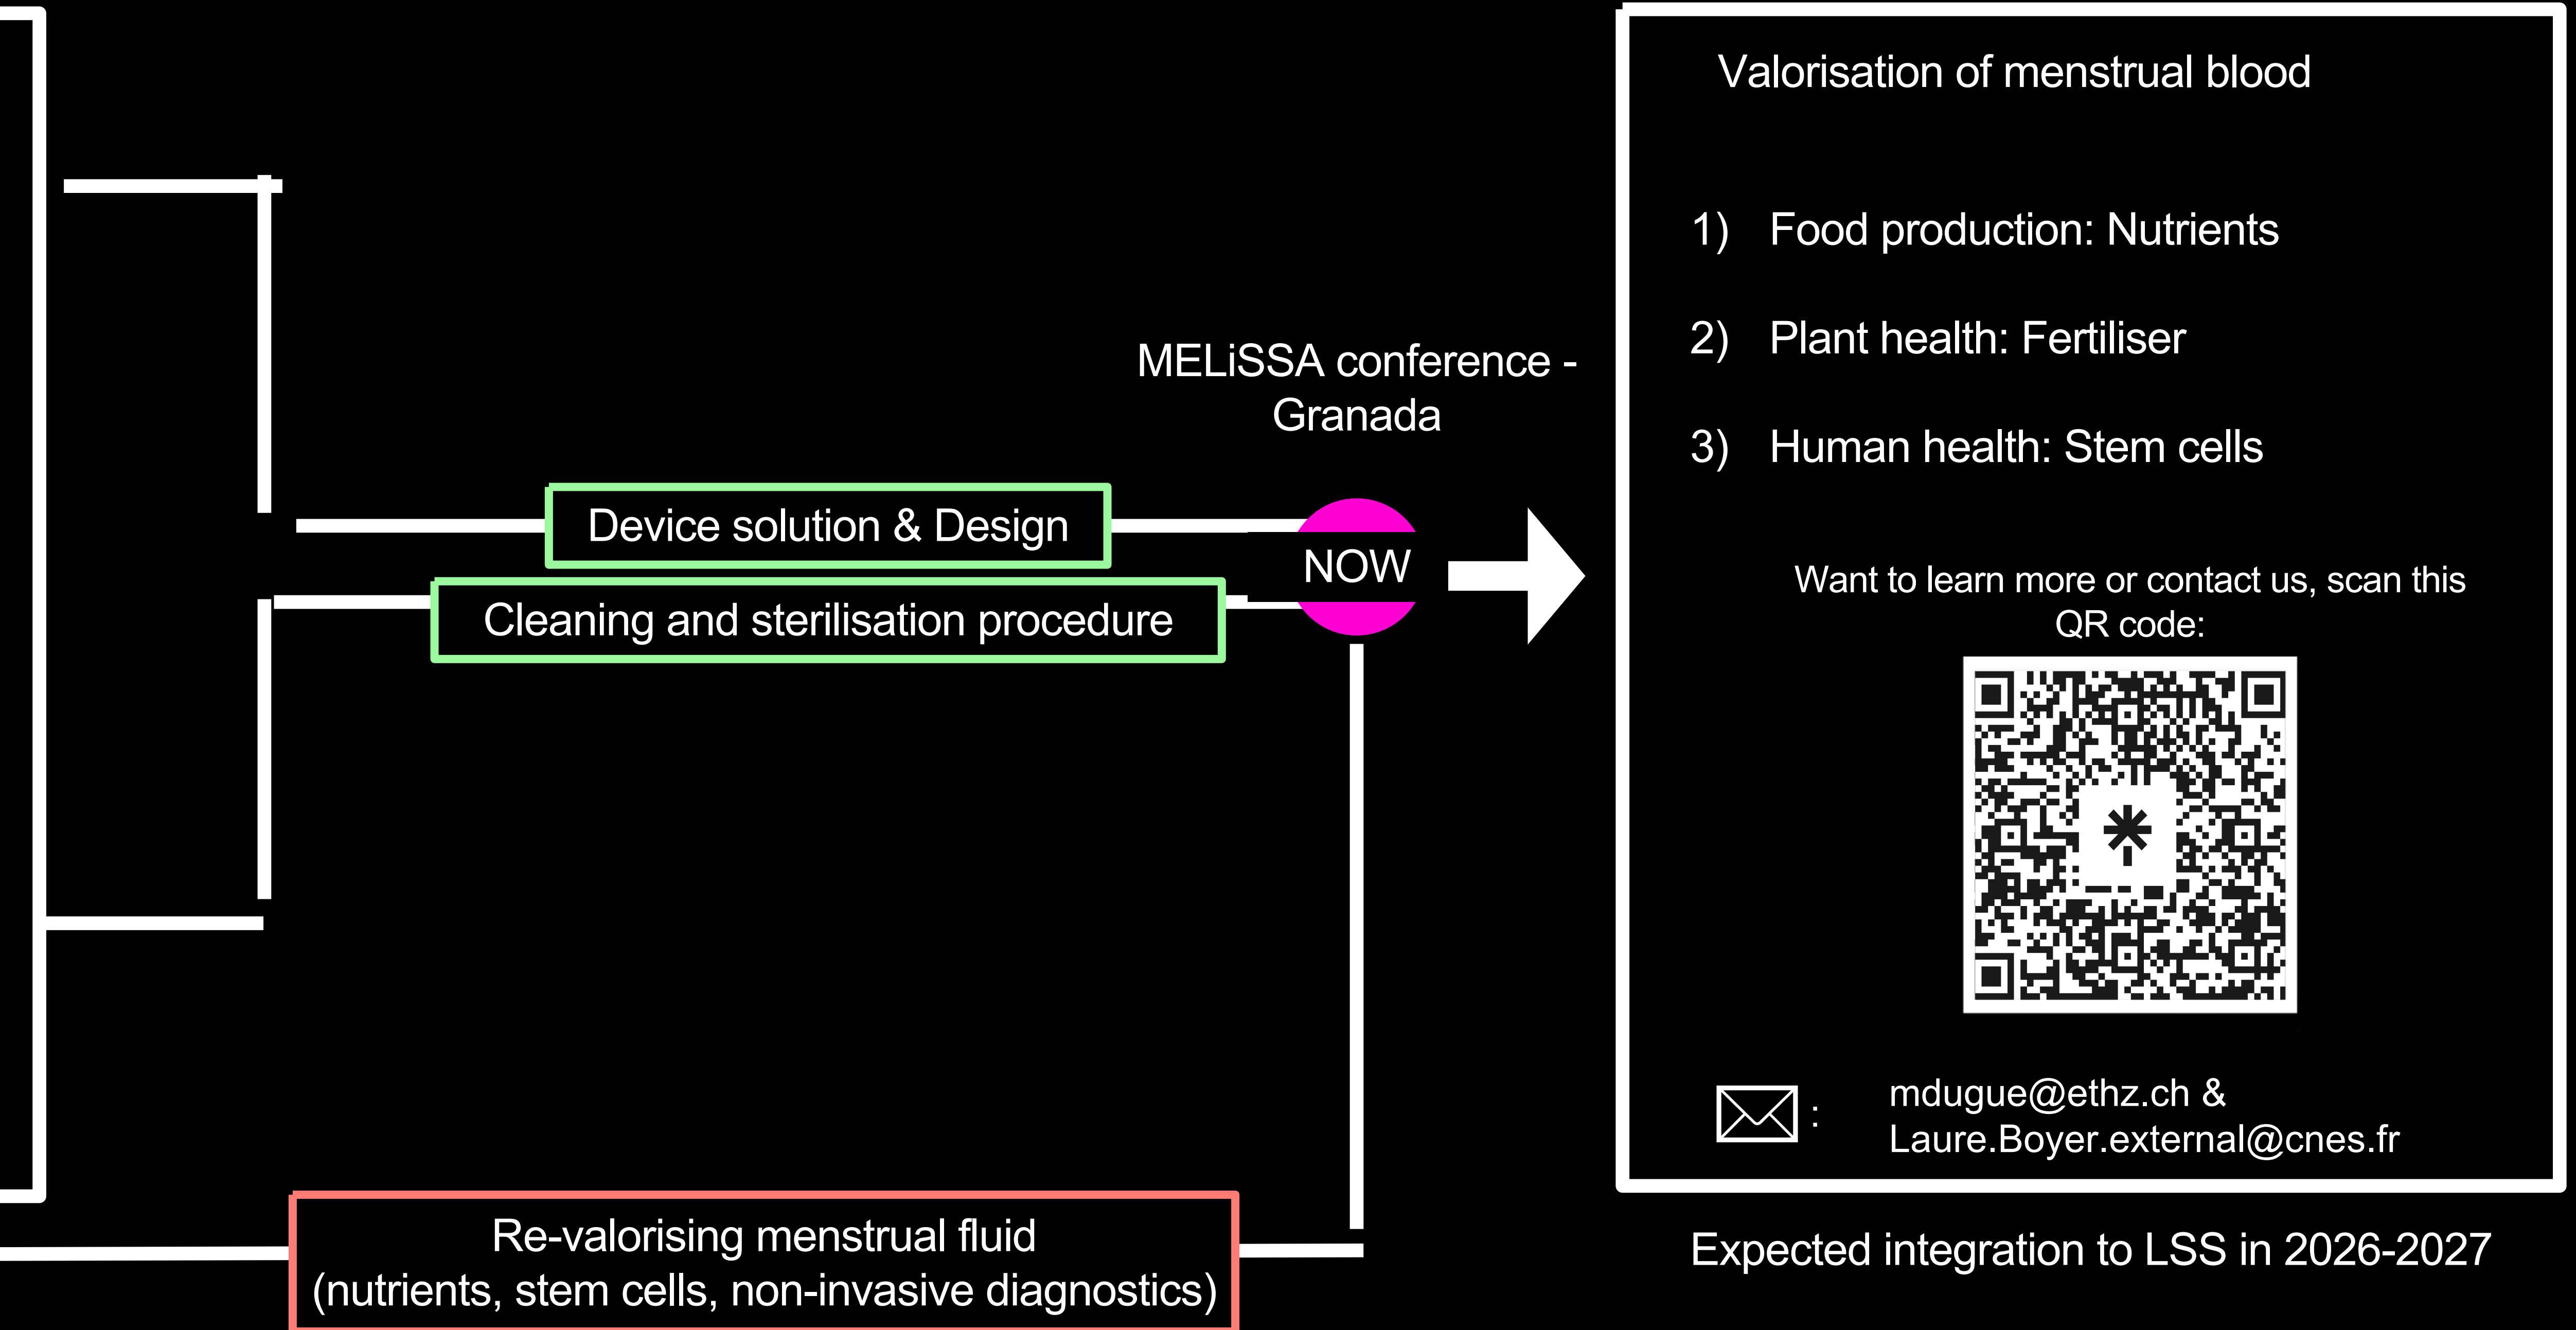 MELiSSA conference -
Granada
Device solution & Design
NOW
Cleaning and sterilisation procedure
Re-valorising menstrual fluid
(nutrients, stem cells, non-invasive diagnostics)
Valorisation of menstrual blood
1) Food production: Nutrients
2) Plant health: Fertiliser
3) Human health: Stem cells
Want to learn more or contact us, scan this
QR code:
: mdugue@ethz.ch &
Laure.Boyer.external@cnes.fr
Expected integration to LSS in 2026-2027